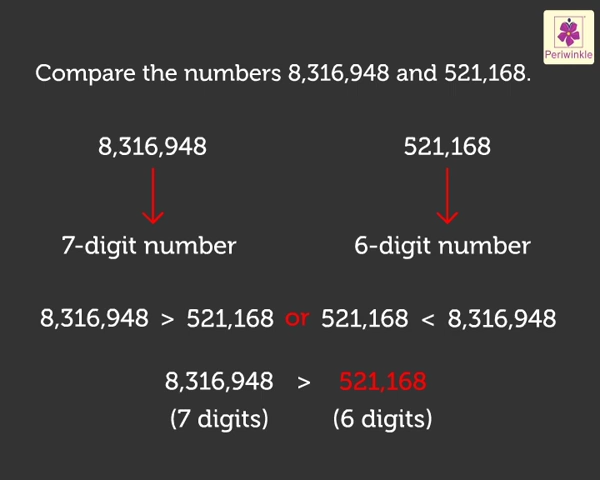 Periwinkle
Compare the numbers 8,316,948 and 521,168.
8,316,948 521,168
7-digit number 6-digit number
8,316,948 > 521,168 or 521,168 < 8,316,948
8,316,948 > 521,168
(7 digits) (6 digits)